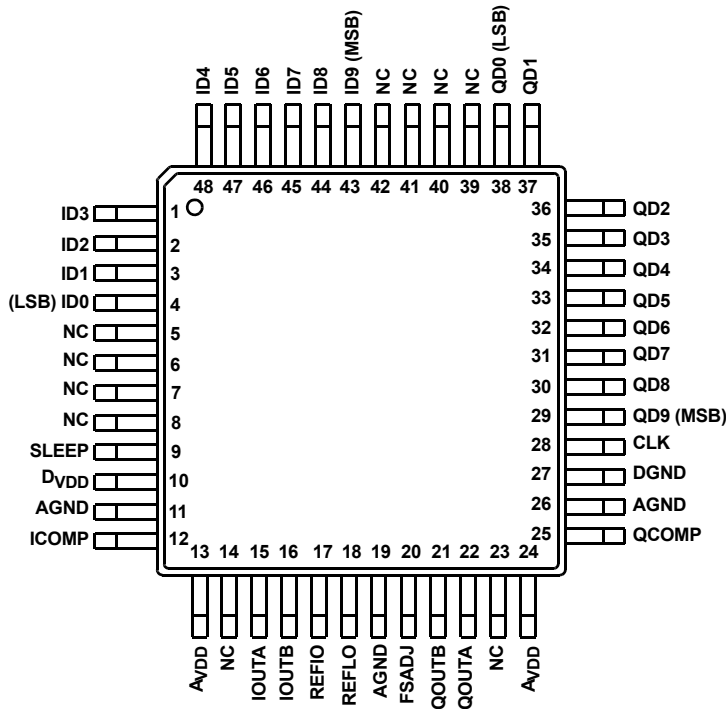 ID4
ID5
ID6
ID7
ID8
ID9 (MSB)
NC
NC
NC
NC
QD0 (LSB)
QD1
48
47
46
45
44
43
42
41
40
39
38
37
ID3
1
ID2
2
ID1
3
(LSB) ID0
4
NC
5
NC
6
NC
7
NC
8
SLEEP
9
DVDD
10
AGND
11
ICOMP
12
36
QD2
35
QD3
34
QD4
33
QD5
32
QD6
31
QD7
30
QD8
29
QD9 (MSB)
28
CLK
27
DGND
26
AGND
25
QCOMP
13
14
15
16
17
18
19
20
21
22
23
24
AVDD
NC
IOUTA
IOUTB
REFIO
REFLO
AGND
FSADJ
QOUTB
QOUTA
NC
AVDD